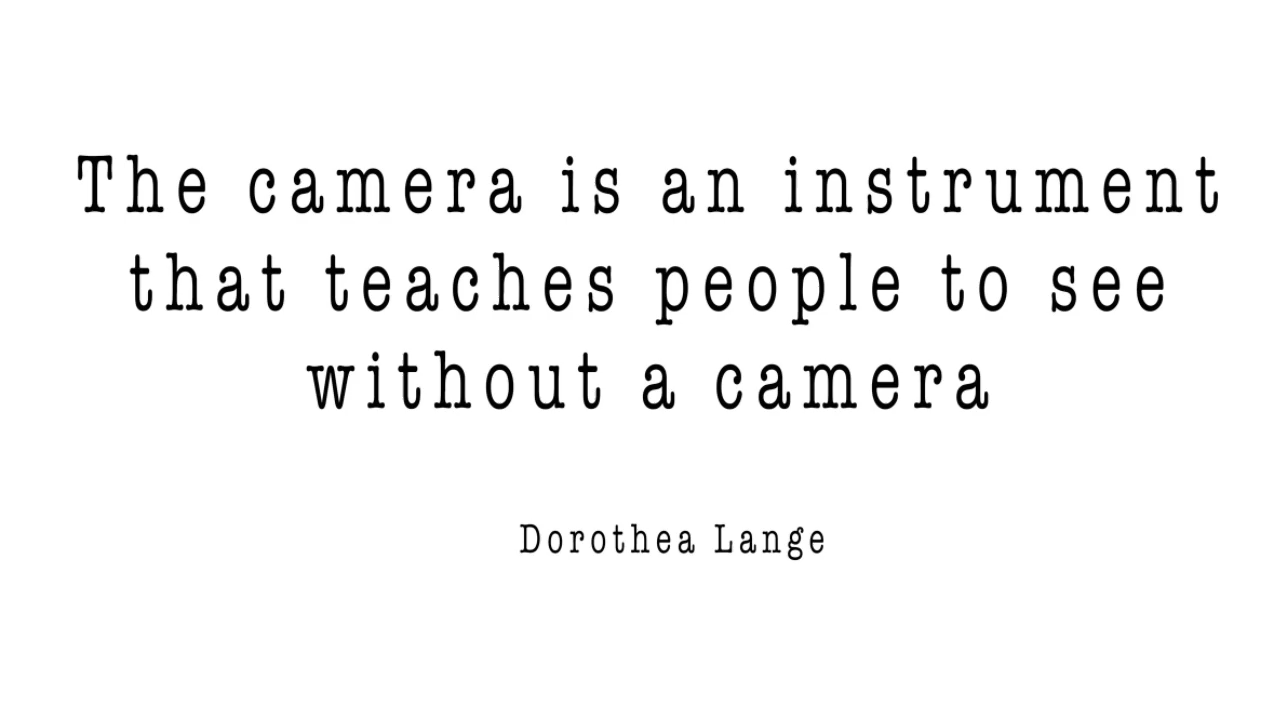 The camera is an instrument
that teaches people to see
without a camera
Dorothea Lange